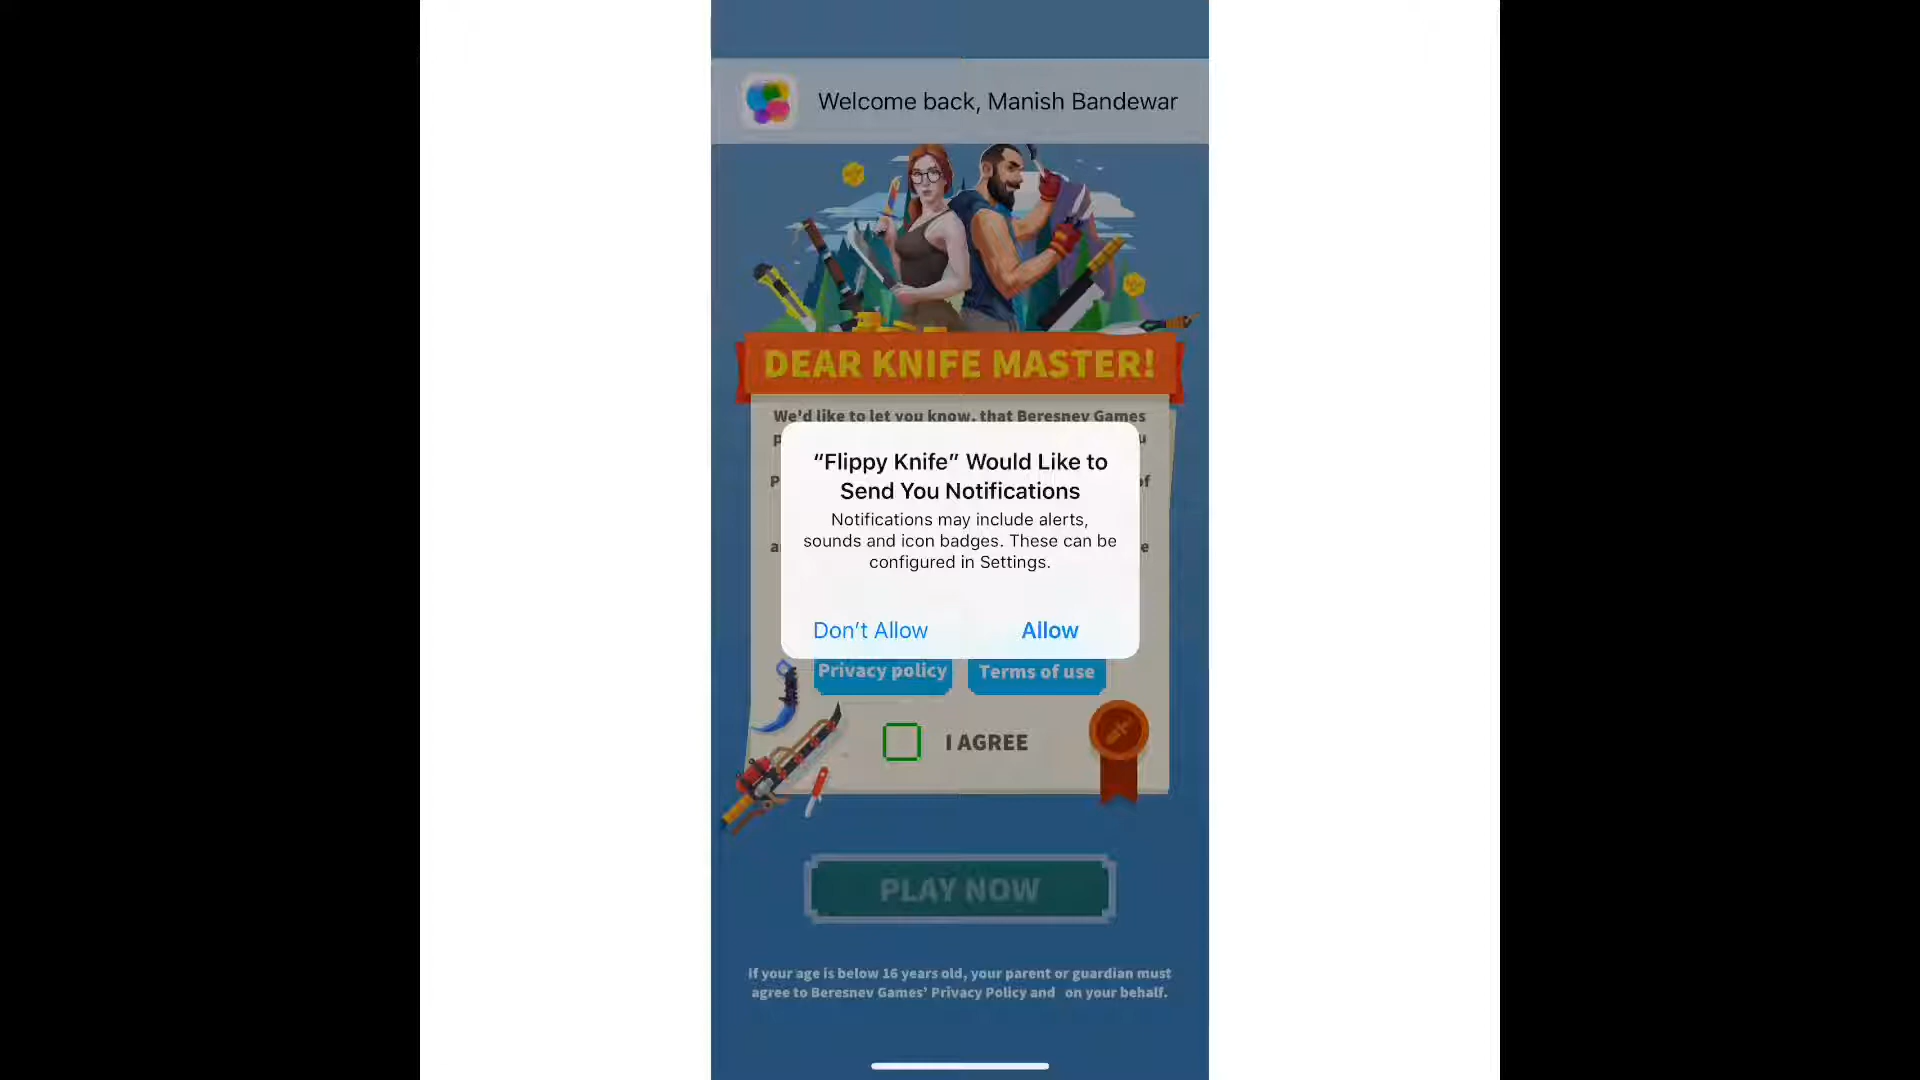 Welcome back, Manish Bandewar
DEAR KNIFE MASTER!
We'd like to let you know, that Beresnev Games
“Flippy Knife” Would Like to
Send You Notifications
Notifications may include alerts,
sounds and icon badges. These can be
configured in Settings.
Don’t Allow Allow
Privacy policy Terms of use
I AGREE
PLAY NOW
If your age is below 16 years old, your parent or guardian must
agree to Beresnev Games' Privacy Policy and on your behalf.